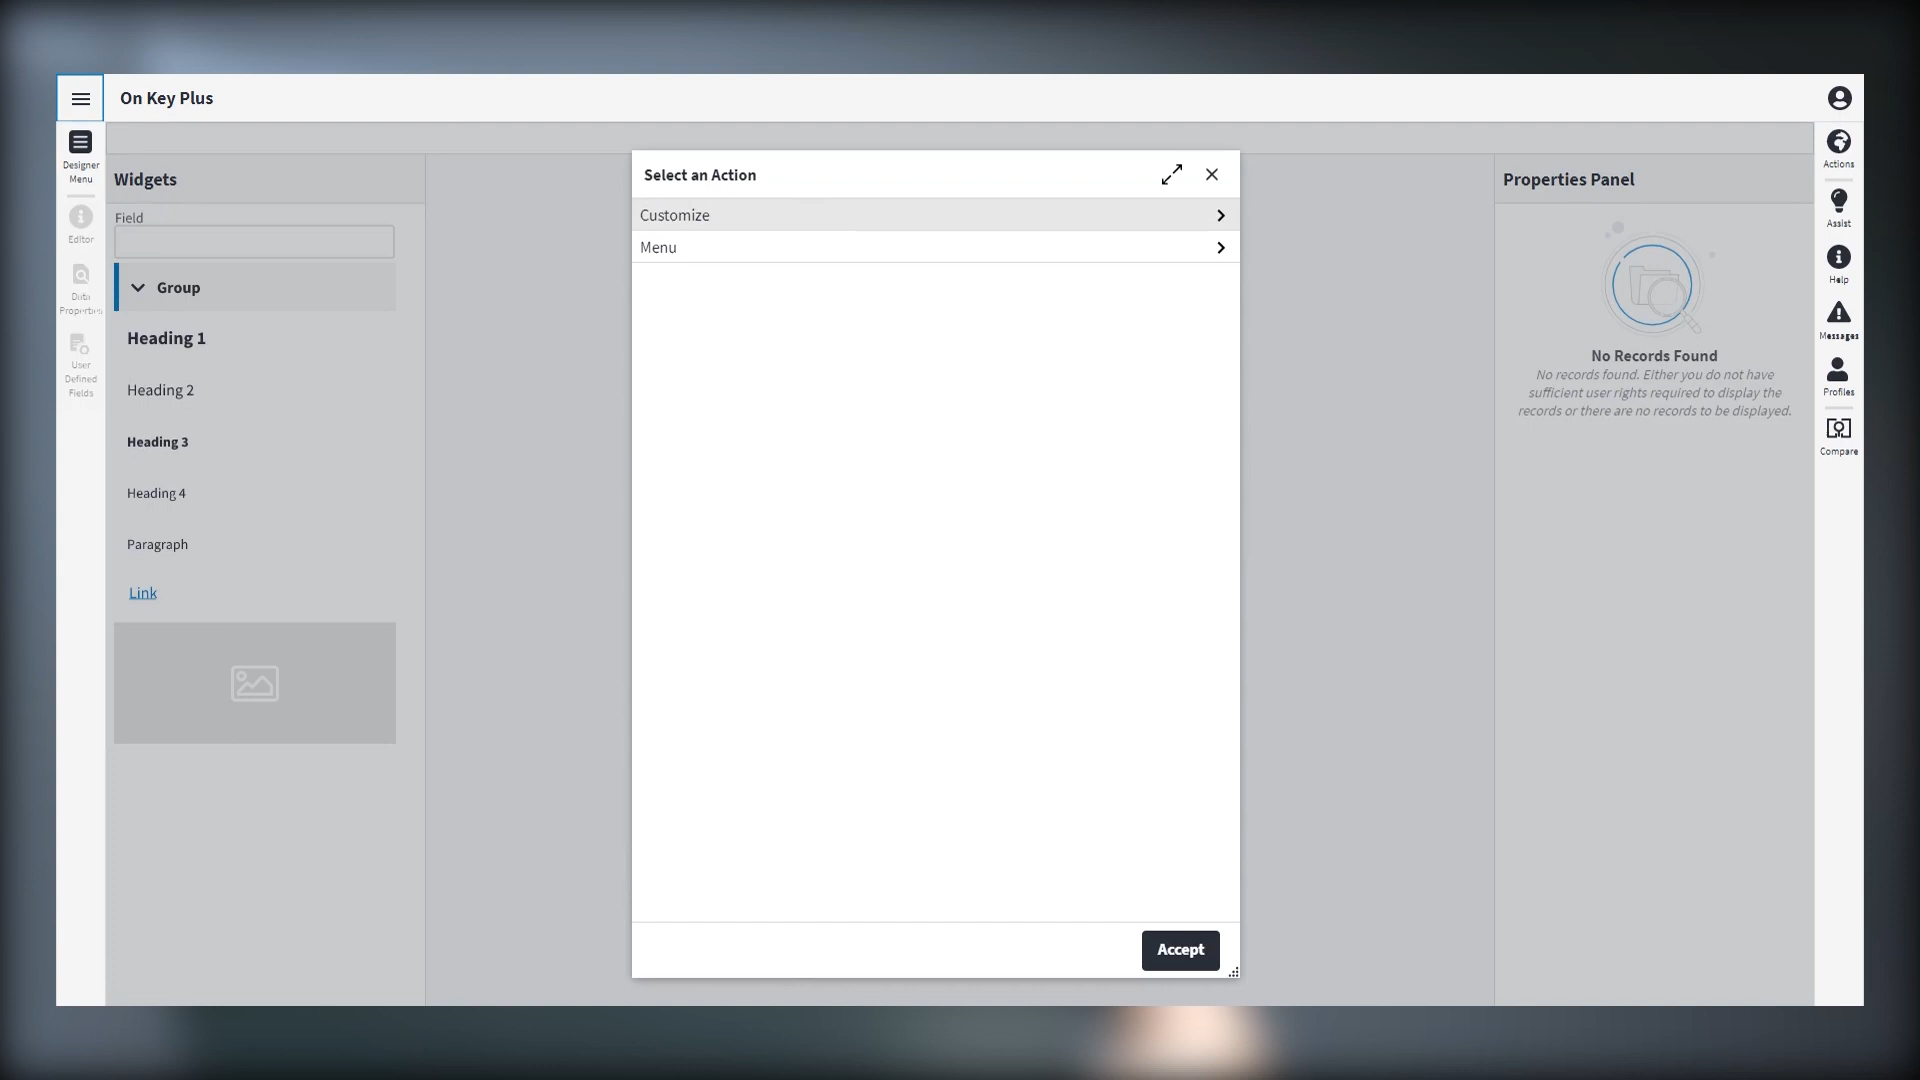 On Key Plus
Designer
Menu
Editor
Data
Properties
User
Defined
Fields
Widgets
Field
Group
Heading 1
Heading 2
Heading 3
Heading 4
Paragraph
Link
Select an Action
Customize
Menu
Accept
Properties Panel
No Records Found
No records found. Either you do not have
sufficient user rights required to display the
records or there are no records to be displayed.
Actions
Assist
Help
Messages
Profiles
Compare